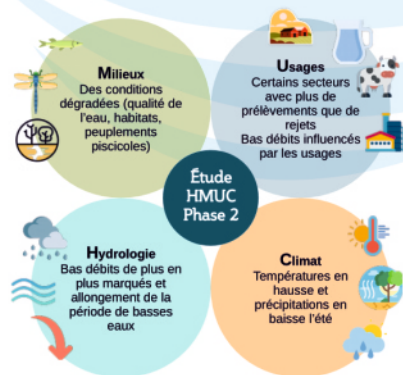 Milieux
Des conditions
dégradées (qualité de
l'eau, habitats,
peuplements
piscicoles)
Usages
Certains secteurs
avec plus de
prélèvements que de
rejets
Bas débits influencés
par les usages
Étude
HMUC
Phase 2
Hydrologie
Bas débits de plus en
plus marqués et
allongement de la
période de basses
eaux
Climat
Températures en
hausse et
précipitations en
baisse l'été